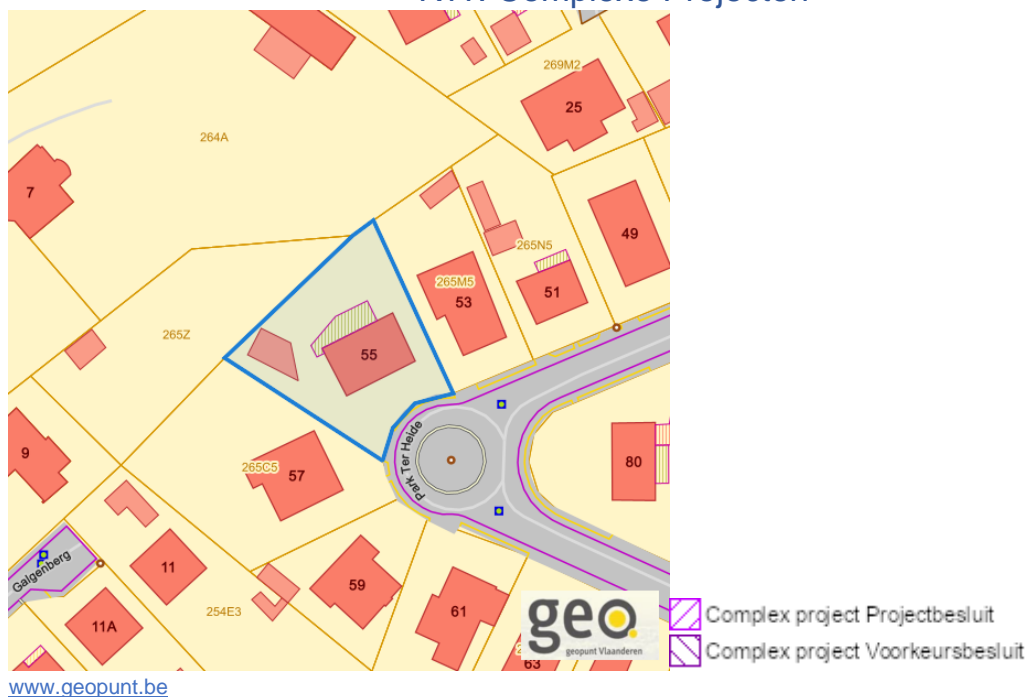 269M2
25
264A
7
49
265N5
265M5
53
51
265Z
55
Park Ter Heide
9
265C5
57
80
Galgenberg
11
59
11A
254E3
61
63
geo.
geopunt Vlaanderen
Complex project Projectbesluit
Complex project Voorkeursbesluit
www.geopunt.be